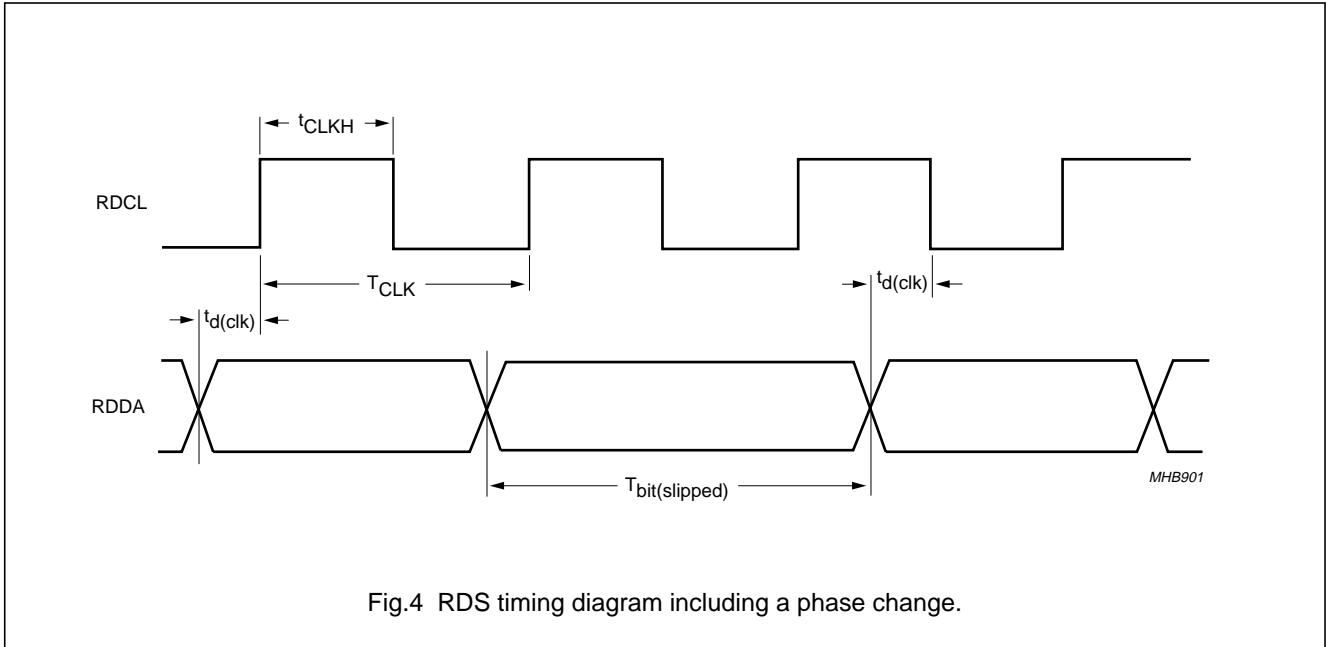 tCLKH
RDCL
TCLK
td(clk)
td(clk)
RDDA
Tbit(slipped)
MHB901
Fig.4 RDS timing diagram including a phase change.